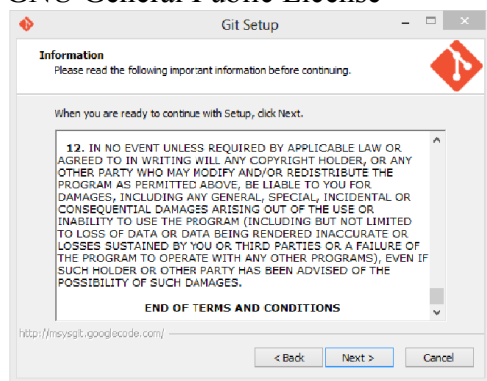 GNU General Public License
Git Setup
Information
Please read the following important information before continuing.
When you are ready to continue with Setup, click Next.
12. IN NO EVENT UNLESS REQUIRED BY APPLICABLE LAW OR
AGREED TO IN WRITING WILL ANY COPYRIGHT HOLDER, OR ANY
OTHER PARTY WHO MAY MODIFY AND/OR REDISTRIBUTE THE
PROGRAM AS PERMITTED ABOVE, BE LIABLE TO YOU FOR
DAMAGES, INCLUDING ANY GENERAL, SPECIAL, INCIDENTAL OR
CONSEQUENTIAL DAMAGES ARISING OUT OF THE USE OR
INABILITY TO USE THE PROGRAM (INCLUDING BUT NOT LIMITED
TO LOSS OF DATA OR DATA BEING RENDERED INACCURATE OR
LOSSES SUSTAINED BY YOU OR THIRD PARTIES OR A FAILURE OF
THE PROGRAM TO OPERATE WITH ANY OTHER PROGRAMS), EVEN IF
SUCH HOLDER OR OTHER PARTY HAS BEEN ADVISED OF THE
POSSIBILITY OF SUCH DAMAGES.
END OF TERMS AND CONDITIONS
http://msysgit.googlecode.com/
< Back Next > Cancel